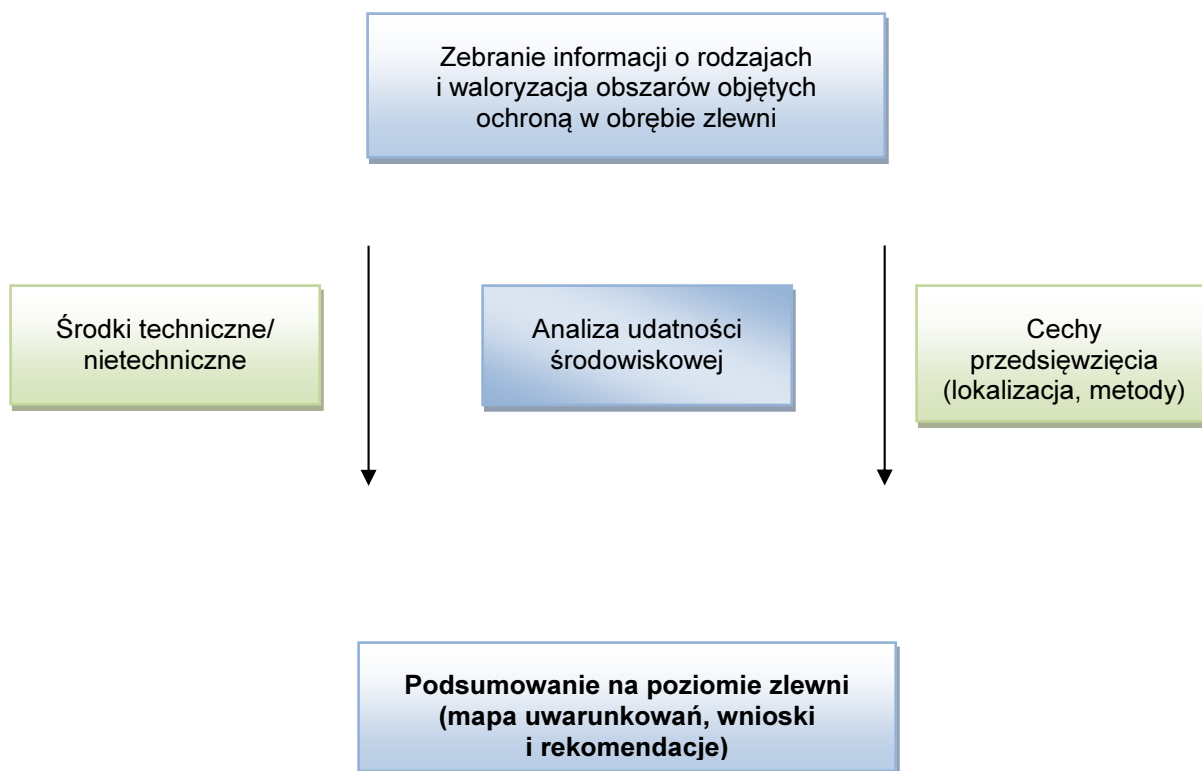 Zebranie informacji o rodzajach
i waloryzacja obszarów objętych
ochroną w obrębie zlewni
Środki techniczne/
nietechniczne
Analiza udatności
środowiskowej
Cechy
przedsięwzięcia
(lokalizacja, metody)
Podsumowanie na poziomie zlewni
(mapa uwarunkowań, wnioski
i rekomendacje)